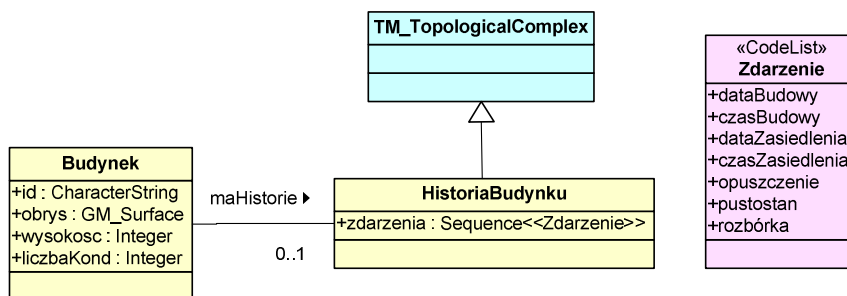 TM_TopologicalComplex
«CodeList»
Zdarzenie
+dataBudowy
+czasBudowy
+dataZasiedlenia
+czasZasiedlenia
+opuszczenie
+pustostan
+rozbórka
Budynek
+id : CharacterString
+obrys : GM_Surface
+wysokosc : Integer
+liczbaKond : Integer
maHistorie
0..1
HistoriaBudynku
+zdarzenia : Sequence<<Zdarzenie>>